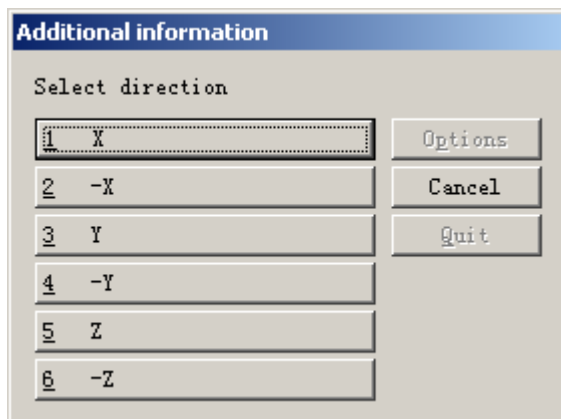 Additional information
Select direction
1 X
Options
2 -X
Cancel
3 Y
Quit
4 -Y
5 Z
6 -Z